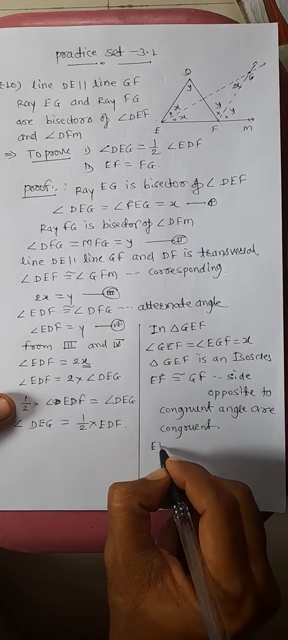 practice set -3.1
line DE || line GF
Ray EG and Ray FG
are bisector of ∠DEF
and ∠DFM
⇒ To prove i) ∠DEG = 1/2 ∠EDF
ii) EF = FG.
D
y
x
x
y
y
x
G
E
F
M
proof:: Ray EG is bisector of ∠DEF
∠DEG = ∠FEG = x — I
Ray FG is bisector of ∠DFM
∠DFG = MFG = y — II
line DE || line GF and DF is transversal,
∠DEF ≅ ∠GFM -- corresponding
2x = y — III
∠EDF ≅ ∠DFG --- alternate angle
∠EDF = y — IV
from III and IV
∠EDF = 2x
∠EDF = 2 × ∠DEG
1/2 × ∠EDF = ∠DEG
∠DEG = 1/2 × EDF
In ∆GEF
∠GEF = ∠EGF = x
∆GEF is an Isosceles
EF ≅ GF -- side
opposite to
congruent angle are
congruent.